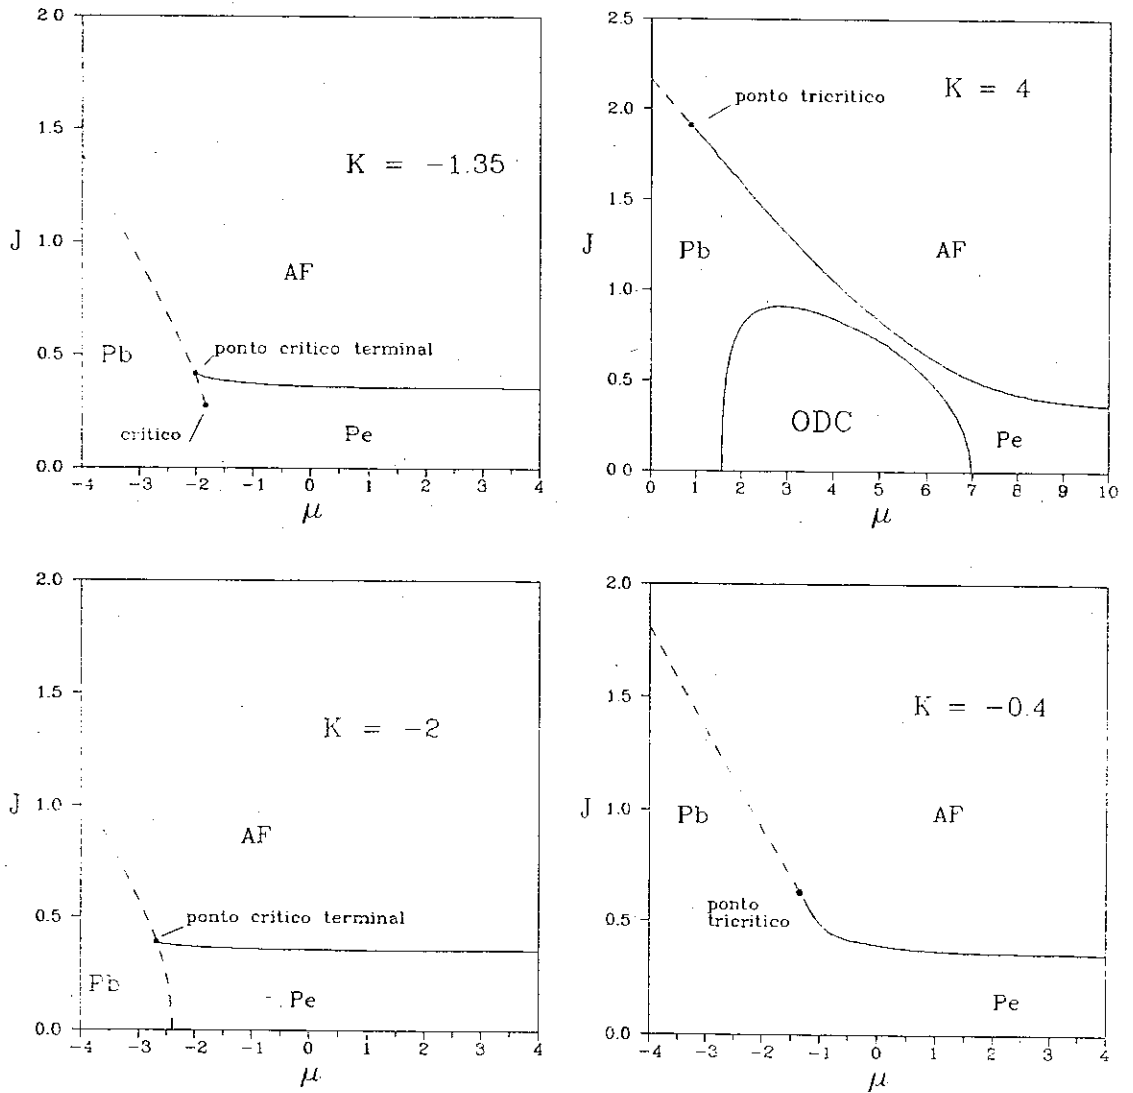 2.0
1.5
1.0
0.5
0.0
J
K = -1.35
AF
Pb
ponto critico terminal
critico
Pe
-4 -3 -2 -1 0 1 2 3 4
μ
2.5
2.0
1.5
1.0
0.5
0 0
J
ponto tricritico
K = 4
Pb
AF
ODC
Pe
0 1 2 3 4 5 6 7 8 9 10
μ
2.0
1.5
1.0
0.5
0.0
J
K = -2
AF
ponto critico terminal
Pb
Pe
-4 -3 -2 -1 0 1 2 3 4
μ
2.0
1.5
1.0
0.5
0.0
J
K = -0.4
Pb
AF
ponto
tricritico
Pe
-4 -3 -2 -1 0 1 2 3 4
μ